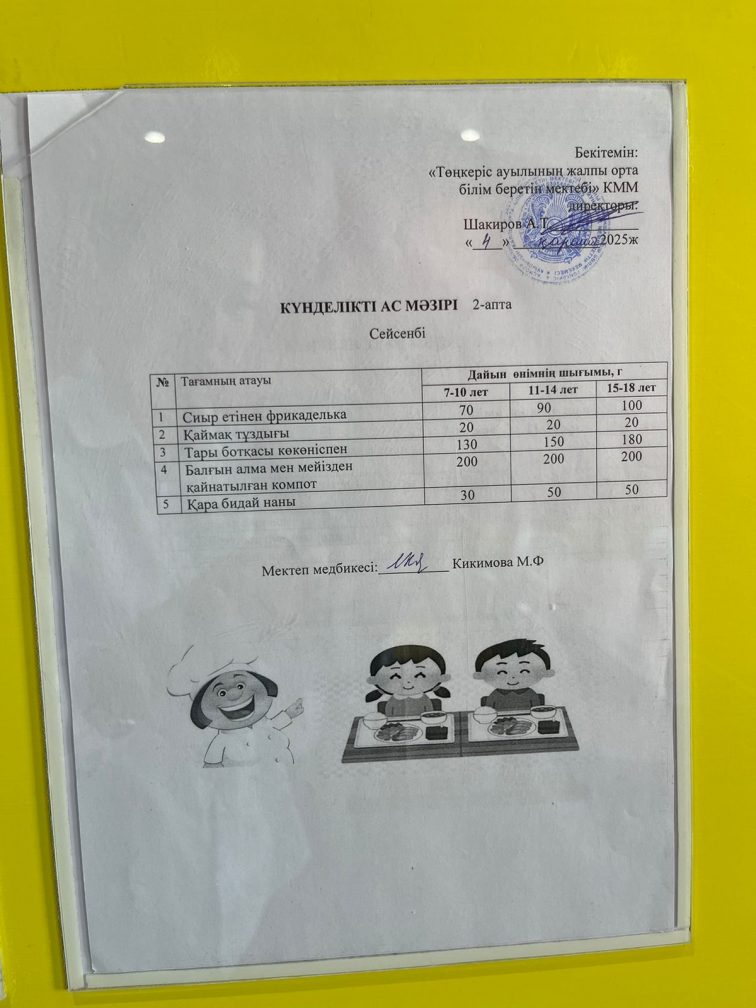 Бекітемін:
«Төңкеріс ауылының жалпы орта
білім беретін мектебі» КММ
директоры:
Шакиров А.Т.
« 4 » қараша 2025ж
КҮНДЕЛІКТІ АС МӘЗІРІ 2-апта
Сейсенбі
№ Тағамның атауы Дайын өнімнің шығымы, г
7-10 лет 11-14 лет 15-18 лет
1 Сиыр етінен фрикаделька 70 90 100
2 Қаймақ тұздығы 20 20 20
3 Тары ботқасы көкөніспен 130 150 180
4 Балғын алма мен мейізден 200 200 200
қайнатылған компот
5 Қара бидай наны 30 50 50
Мектеп медбикесі: Кикимова М.Ф